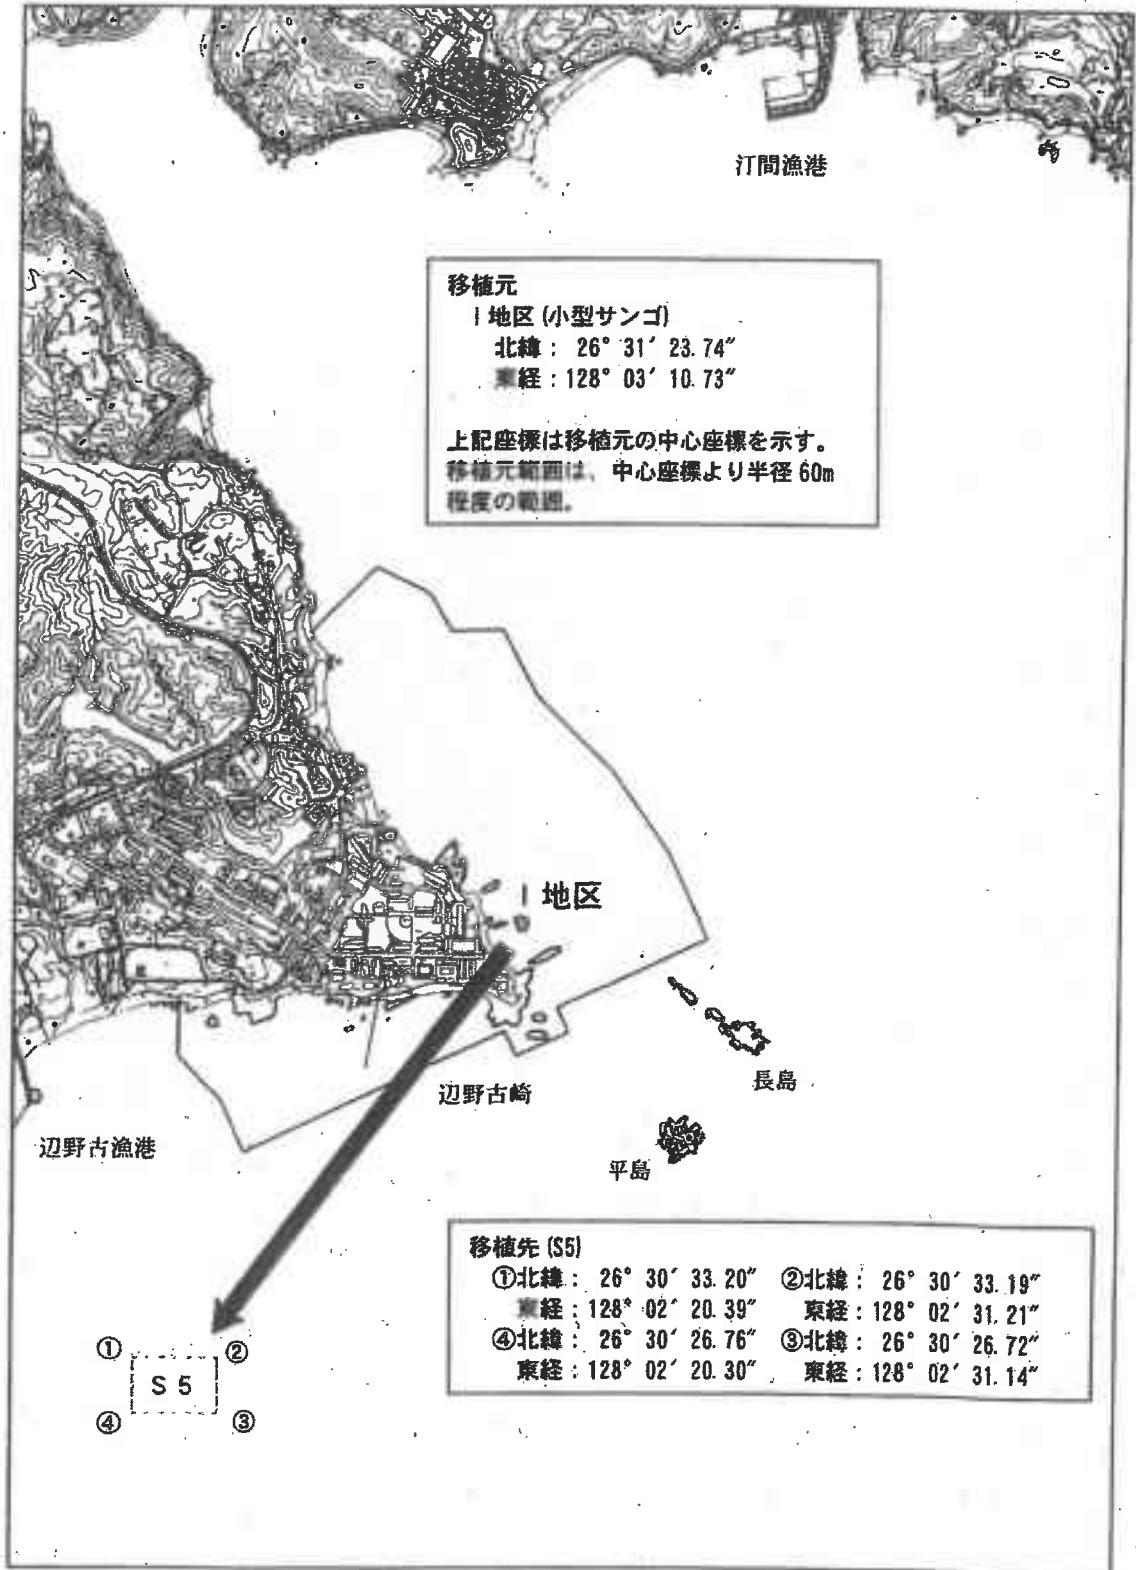 汀間漁港
移植元
I 地区 (小型サンゴ)
北緯： 26° 31′ 23.74″
東経：128° 03′ 10.73″
上記座標は移植元の中心座標を示す。
移植元範囲は、中心座標より半径 60m
程度の範囲。
I 地区
長島
辺野古崎
辺野古漁港
平島
移植先 (S5)
①北緯： 26° 30′ 33.20″ ②北緯： 26° 30′ 33.19″
東経：128° 02′ 20.39″ 東経：128° 02′ 31.21″
④北緯： 26° 30′ 26.76″ ③北緯： 26° 30′ 26.72″
東経：128° 02′ 20.30″ 東経：128° 02′ 31.14″
① ②
S 5
④ ③